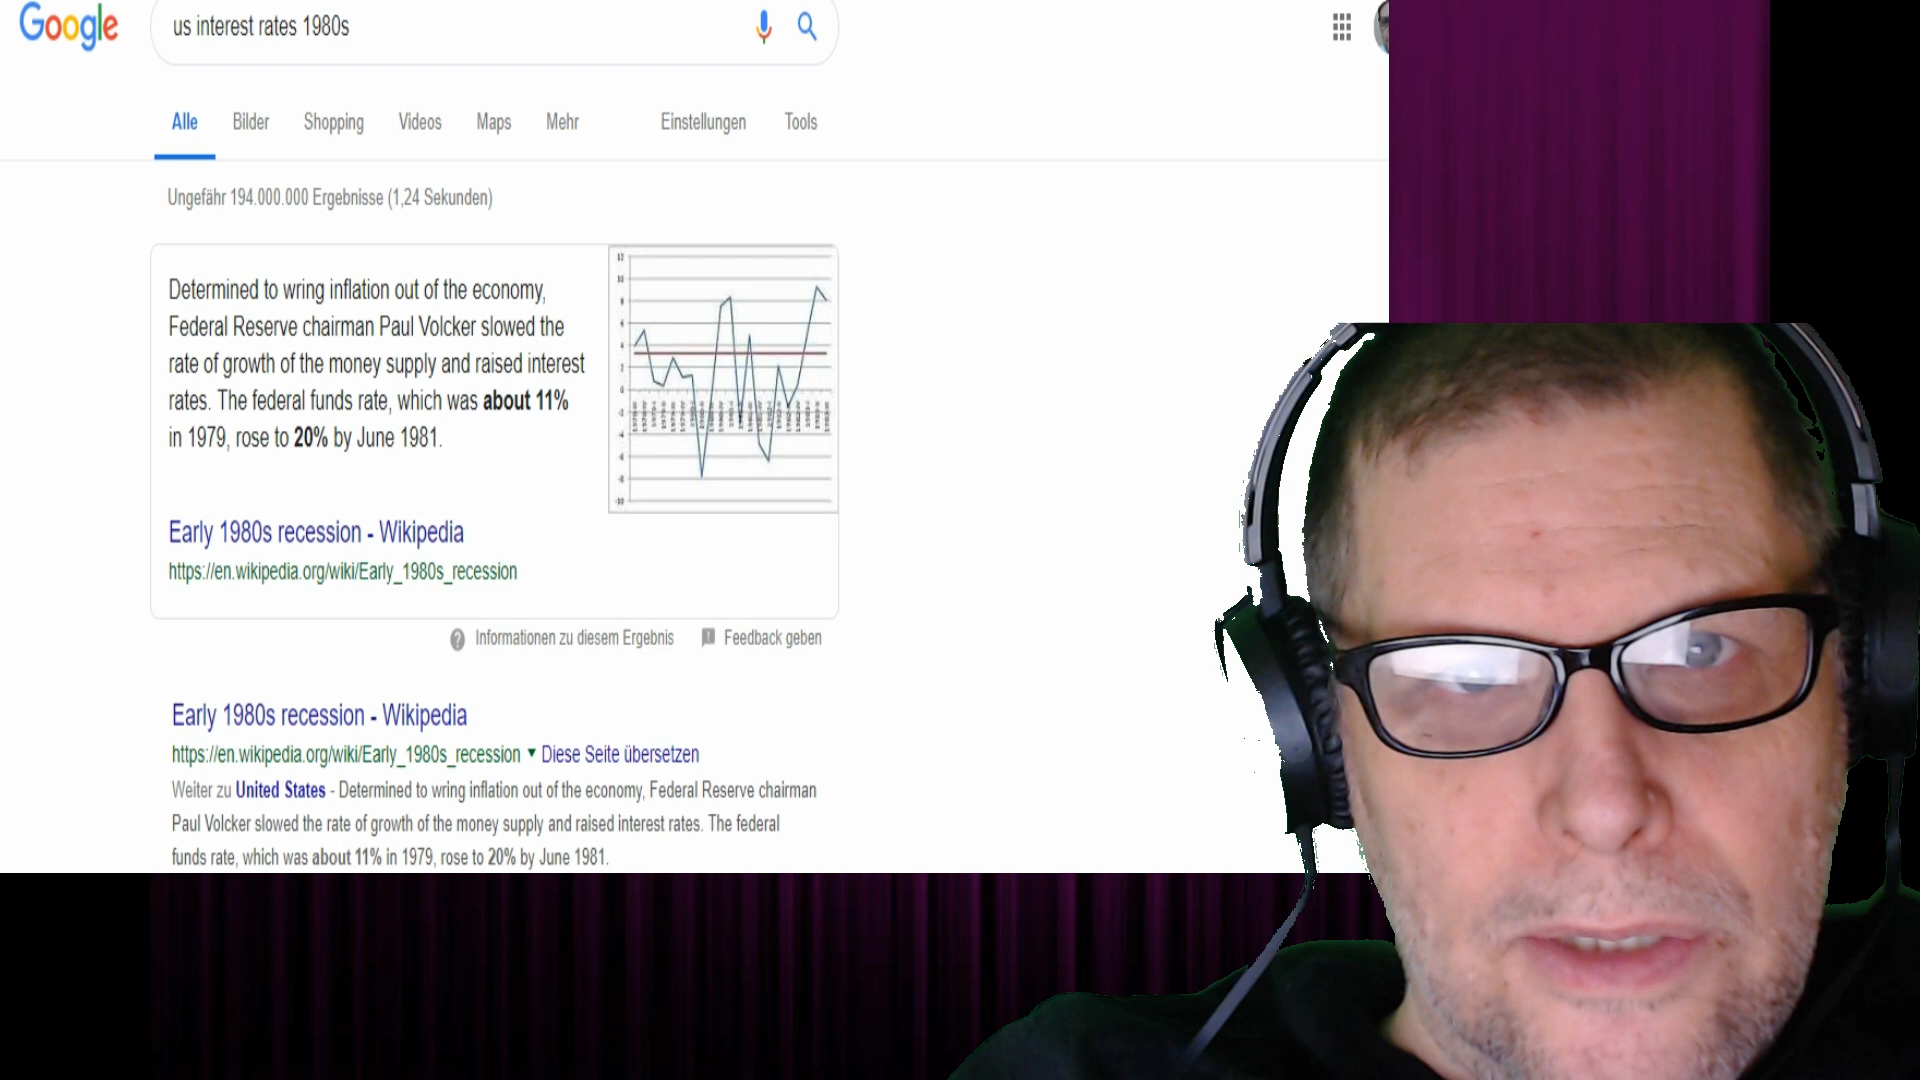 Google
us interest rates 1980s
Alle Bilder Shopping Videos Maps Mehr Einstellungen Tools
Ungefähr 194.000.000 Ergebnisse (1,24 Sekunden)
Determined to wring inflation out of the economy,
Federal Reserve chairman Paul Volcker slowed the
rate of growth of the money supply and raised interest
rates. The federal funds rate, which was about 11%
in 1979, rose to 20% by June 1981.
Early 1980s recession - Wikipedia
https://en.wikipedia.org/wiki/Early_1980s_recession
Informationen zu diesem Ergebnis Feedback geben
Early 1980s recession - Wikipedia
https://en.wikipedia.org/wiki/Early_1980s_recession ▾ Diese Seite übersetzen
Weiter zu United States - Determined to wring inflation out of the economy, Federal Reserve chairman
Paul Volcker slowed the rate of growth of the money supply and raised interest rates. The federal
funds rate, which was about 11% in 1979, rose to 20% by June 1981.